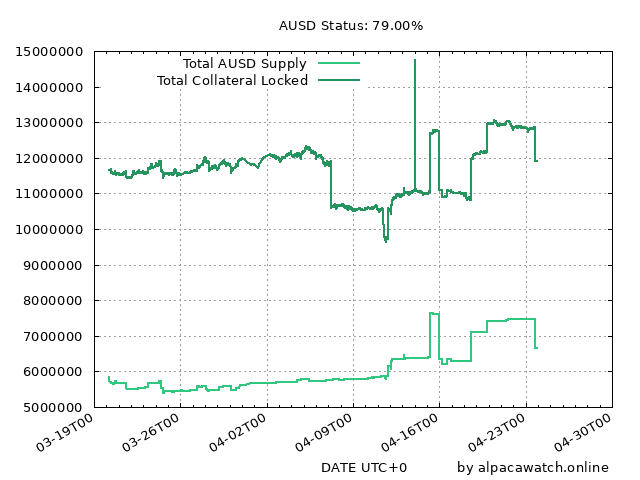 AUSD Status: 79.00%
15000000
14000000
13000000
12000000
11000000
10000000
9000000
8000000
7000000
6000000
5000000
Total AUSD Supply
Total Collateral Locked
03-19T00
03-26T00
04-02T00
04-09T00
04-16T00
04-23T00
04-30T00
DATE UTC+0
by alpacawatch.online